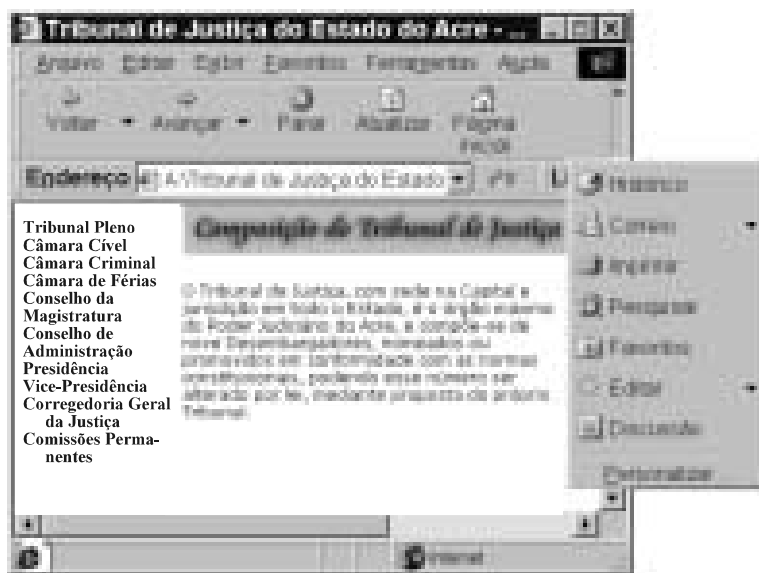 Tribunal de Justiça do Estado do Acre - ...
Arquivo Editar Exibir Favoritos Ferramentas Ajuda
Voltar Avançar Parar Atualizar Página
inicial
Endereço A:\Tribunal de Justiça do Estado
Histórico
Correio
Imprimir
Pesquisar
Favoritos
Editar
Discussão
Personalizar
Tribunal Pleno
Câmara Cível
Câmara Criminal
Câmara de Férias
Conselho da
Magistratura
Conselho de
Administração
Presidência
Vice-Presidência
Corregedoria Geral
da Justiça
Comissões Perma-
nentes
Composição do Tribunal de Justiça
O Tribunal de Justiça, com sede na Capital e
jurisdição em todo o Estado, é o órgão máximo
do Poder Judiciário do Acre, e compõe-se de
nove Desembargadores, nomeados ou
promovidos em conformidade com as normas
constitucionais, podendo esse número ser
alterado por lei, mediante proposta do próprio
Tribunal.
Internet